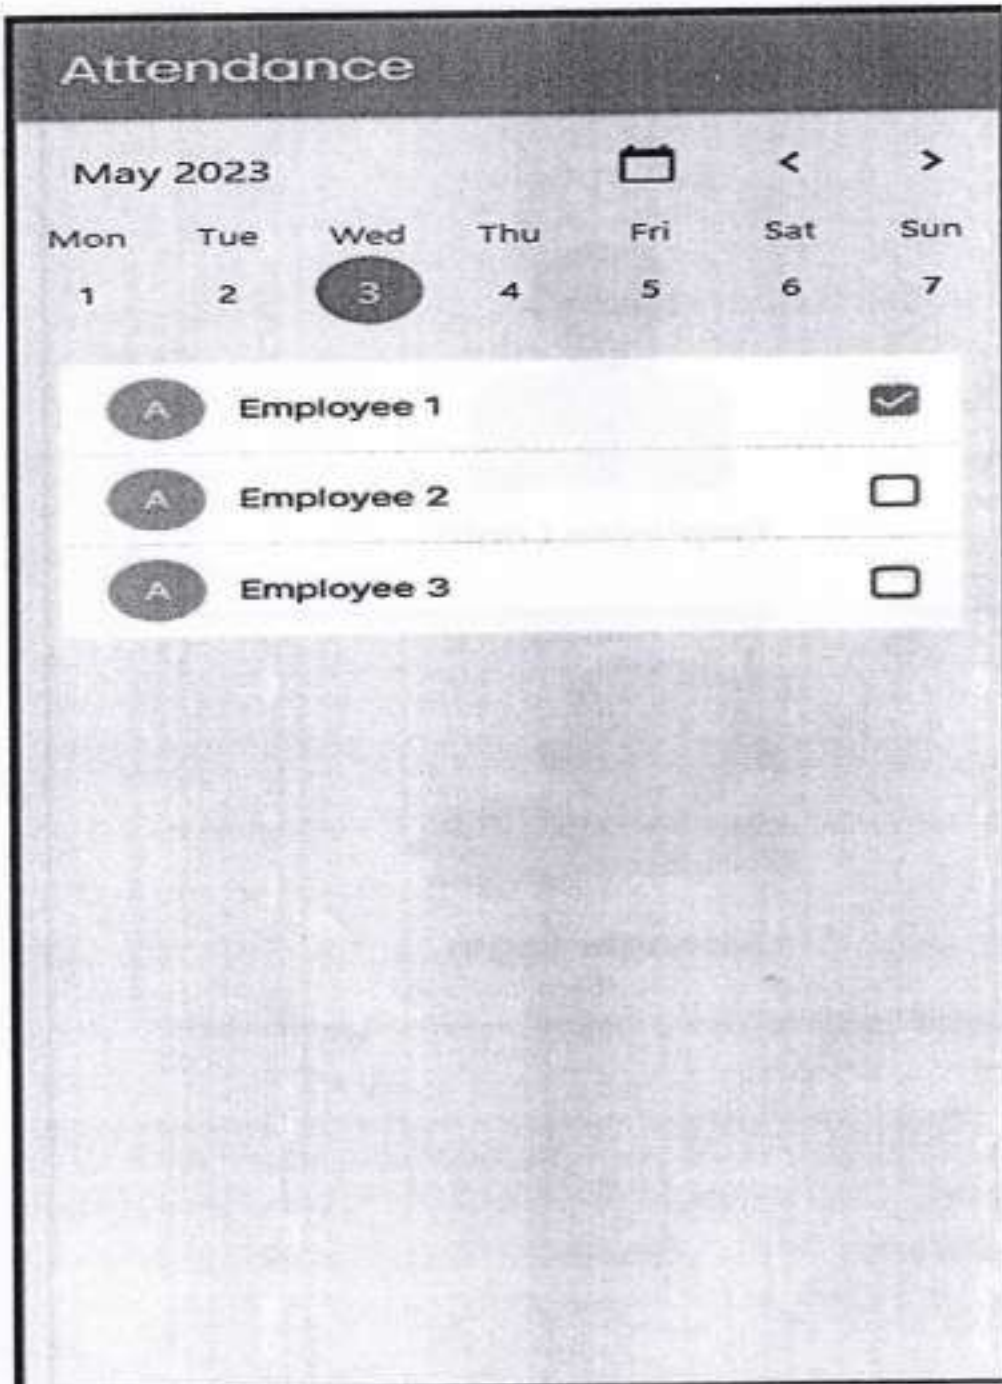 Attendance
May 2023 < >
Mon Tue Wed Thu Fri Sat Sun
1 2 3 4 5 6 7
A Employee 1
A Employee 2
A Employee 3